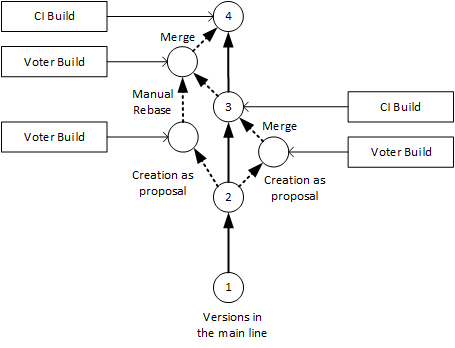 CI Build
4
Merge
Voter Build
Manual
Rebase
3
CI Build
Merge
Voter Build
Voter Build
Creation as
proposal
Creation as
proposal
2
1
Versions in
the main line